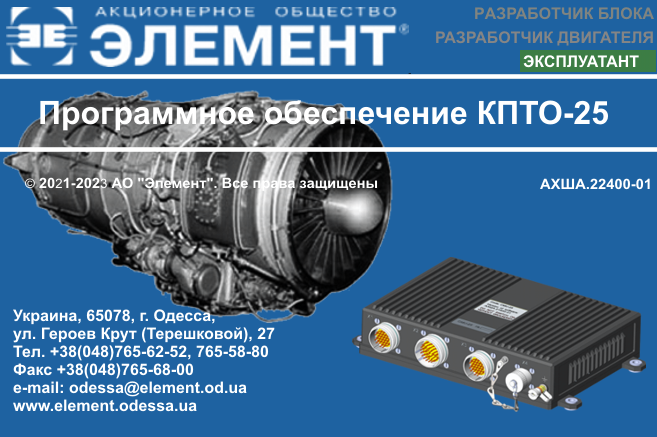 АКЦИОНЕРНОЕ ОБЩЕСТВО
ЭЛЕМЕНТ®
РАЗРАБОТЧИК БЛОКА
РАЗРАБОТЧИК ДВИГАТЕЛЯ
ЭКСПЛУАТАНТ
Программное обеспечение КПТО-25
© 2021-2023 АО "Элемент". Все права защищены
АХША.22400-01
Украина, 65078, г. Одесса,
ул. Героев Крут (Терешковой), 27
Тел. +38(048)765-62-52, 765-58-80
Факс +38(048)765-68-00
e-mail: odessa@element.od.ua
www.element.odessa.ua